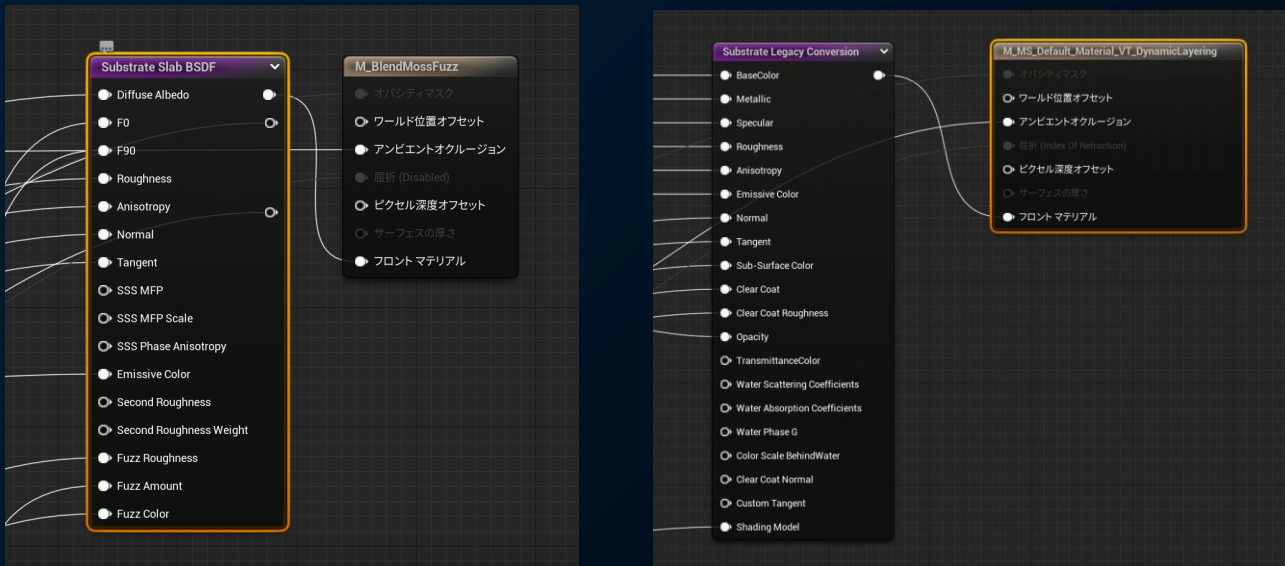 Substrate Slab BSDF
Diffuse Albedo
F0
F90
Roughness
Anisotropy
Normal
Tangent
SSS MFP
SSS MFP Scale
SSS Phase Anisotropy
Emissive Color
Second Roughness
Second Roughness Weight
Fuzz Roughness
Fuzz Amount
Fuzz Color
M_BlendMossFuzz
オパシティマスク
ワールド位置オフセット
アンビエントオクルージョン
屈折 (Disabled)
ピクセル深度オフセット
サーフェスの厚さ
フロント マテリアル
Substrate Legacy Conversion
BaseColor
Metallic
Specular
Roughness
Anisotropy
Emissive Color
Normal
Tangent
Sub-Surface Color
Clear Coat
Clear Coat Roughness
Opacity
TransmittanceColor
Water Scattering Coefficients
Water Absorption Coefficients
Water Phase G
Color Scale BehindWater
Clear Coat Normal
Custom Tangent
Shading Model
M_MS_Default_Material_VT_DynamicLayering
オパシティマスク
ワールド位置オフセット
アンビエントオクルージョン
屈折 (Index Of Refraction)
ピクセル深度オフセット
サーフェスの厚さ
フロント マテリアル